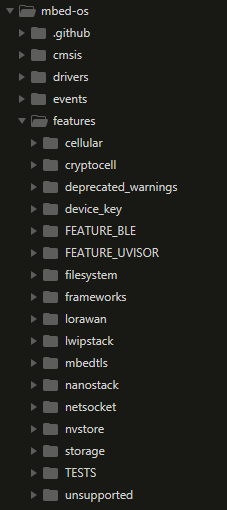 mbed-os
.github
cmsis
drivers
events
features
cellular
cryptocell
deprecated_warnings
device_key
FEATURE_BLE
FEATURE_UVISOR
filesystem
frameworks
lorawan
lwipstack
mbedtls
nanostack
netsocket
nvstore
storage
TESTS
unsupported